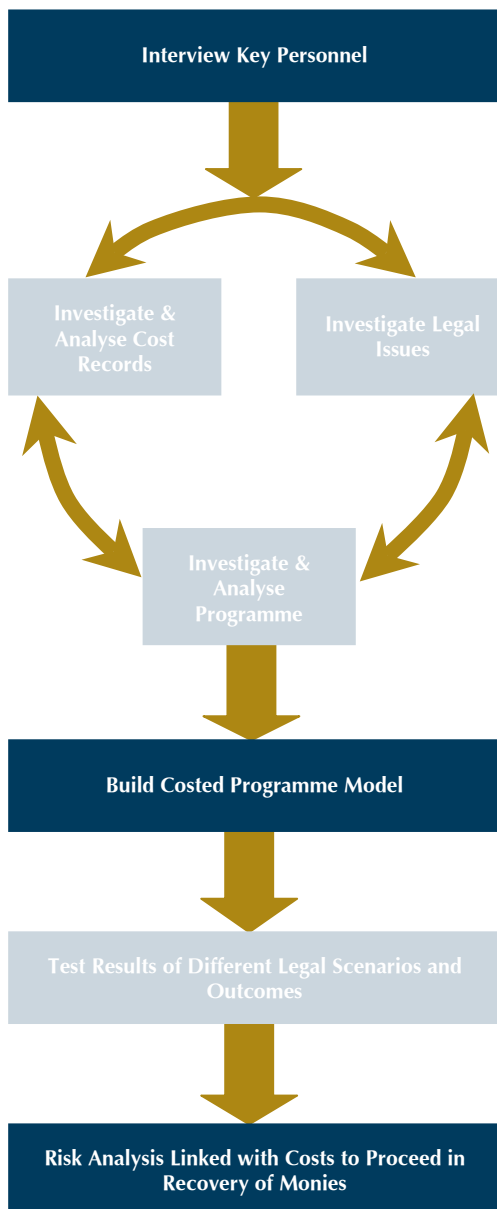 Interview Key Personnel
Investigate &
Analyse Cost
Records
Investigate Legal
Issues
Investigate &
Analyse
Programme
Build Costed Programme Model
Test Results of Different Legal Scenarios and
Outcomes
Risk Analysis Linked with Costs to Proceed in
Recovery of Monies